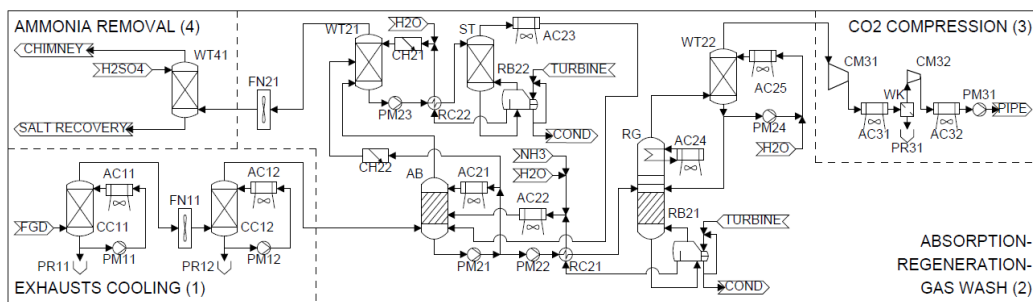 AMMONIA REMOVAL (4)
CHIMNEY
WT41
H2SO4
FN21
SALT RECOVERY
WT21
H2O
CH21
ST
AC23
RB22
TURBINE
PM23
RC22
COND
CH22
NH3
H2O
AB
AC21
AC22
PM21
PM22
RC21
RG
AC24
RB21
TURBINE
COND
WT22
AC25
PM24
H2O
CO2 COMPRESSION (3)
CM31
CM32
WK
PM31
PIPE
AC31
AC32
PR31
AC11
FN11
AC12
FGD
CC11
CC12
PM11
PM12
PR11
PR12
EXHAUSTS COOLING (1)
ABSORPTION-
REGENERATION-
GAS WASH (2)